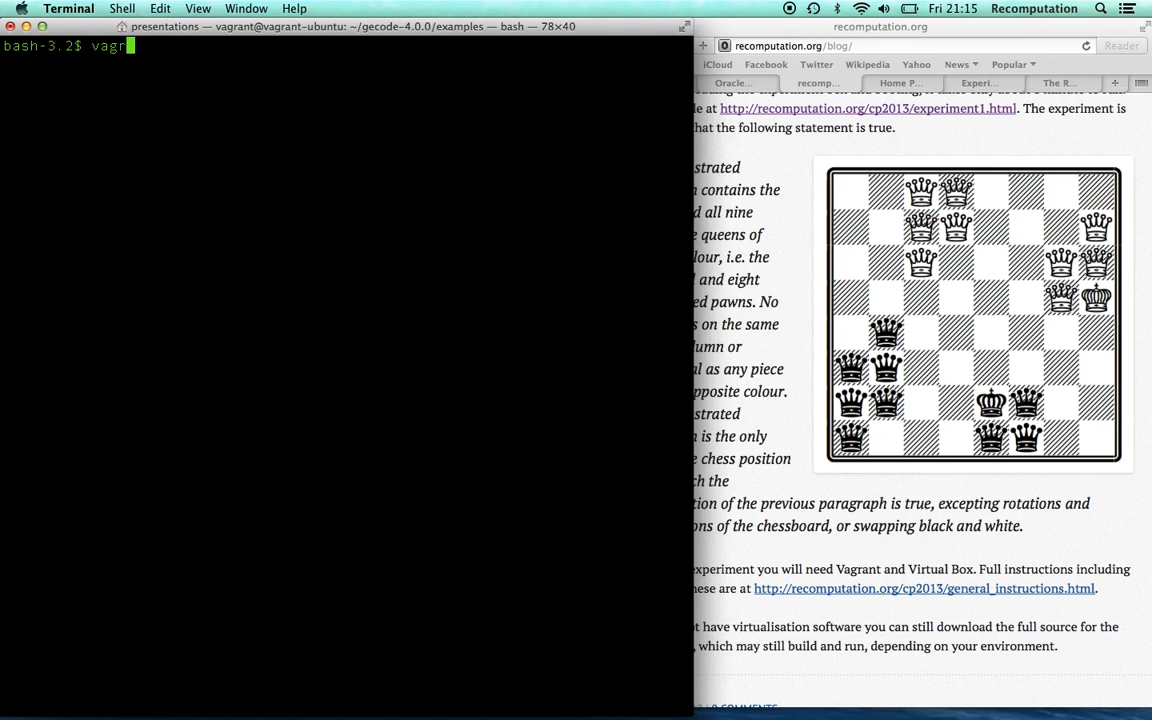 Terminal Shell Edit View Window Help Fri 21:15 Recomputation
presentations — vagrant@vagrant-ubuntu: ~/gecode-4.0.0/examples — bash — 78×40
bash-3.2$ vagr
recomputation.org
recomputation.org/blog/ Reader
iCloud Facebook Twitter Wikipedia Yahoo News Popular
Oracle... recomp... Home P... Experi... The R...
le at http://recomputation.org/cp2013/experiment1.html. The experiment is
hat the following statement is true.
strated
n contains the
d all nine
e queens of
lour, i.e. the
l and eight
ed pawns. No
s on the same
lumn or
al as any piece
pposite colour.
strated
n is the only
e chess position
ch the
tion of the previous paragraph is true, excepting rotations and
ons of the chessboard, or swapping black and white.
experiment you will need Vagrant and Virtual Box. Full instructions including
hese are at http://recomputation.org/cp2013/general_instructions.html.
ot have virtualisation software you can still download the full source for the
, which may still build and run, depending on your environment.
0 COMMENTS